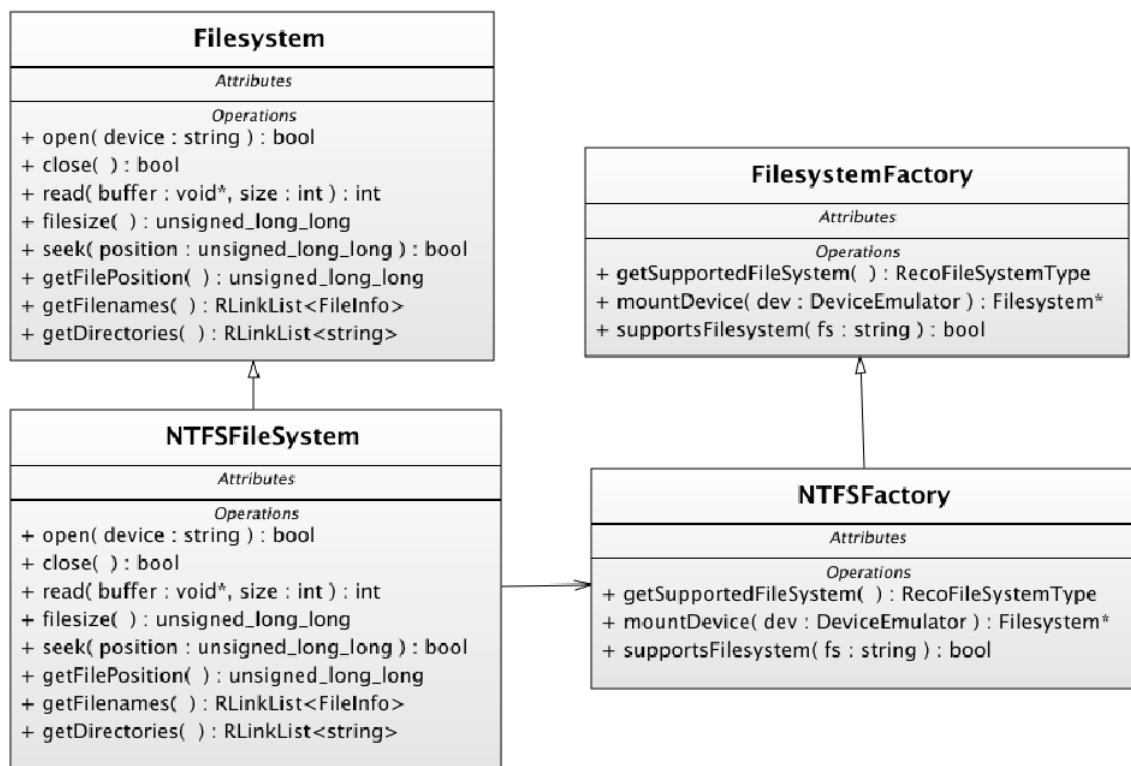 Filesystem
Attributes
Operations
+ open( device : string ) : bool
+ close( ) : bool
+ read( buffer : void*, size : int ) : int
+ filesize( ) : unsigned_long_long
+ seek( position : unsigned_long_long ) : bool
+ getFilePosition( ) : unsigned_long_long
+ getFilenames( ) : RLinkList<FileInfo>
+ getDirectories( ) : RLinkList<string>
FilesystemFactory
Attributes
Operations
+ getSupportedFileSystem( ) : RecoFileSystemType
+ mountDevice( dev : DeviceEmulator ) : Filesystem*
+ supportsFilesystem( fs : string ) : bool
NTFSFileSystem
Attributes
Operations
+ open( device : string ) : bool
+ close( ) : bool
+ read( buffer : void*, size : int ) : int
+ filesize( ) : unsigned_long_long
+ seek( position : unsigned_long_long ) : bool
+ getFilePosition( ) : unsigned_long_long
+ getFilenames( ) : RLinkList<FileInfo>
+ getDirectories( ) : RLinkList<string>
NTFSFactory
Attributes
Operations
+ getSupportedFileSystem( ) : RecoFileSystemType
+ mountDevice( dev : DeviceEmulator ) : Filesystem*
+ supportsFilesystem( fs : string ) : bool